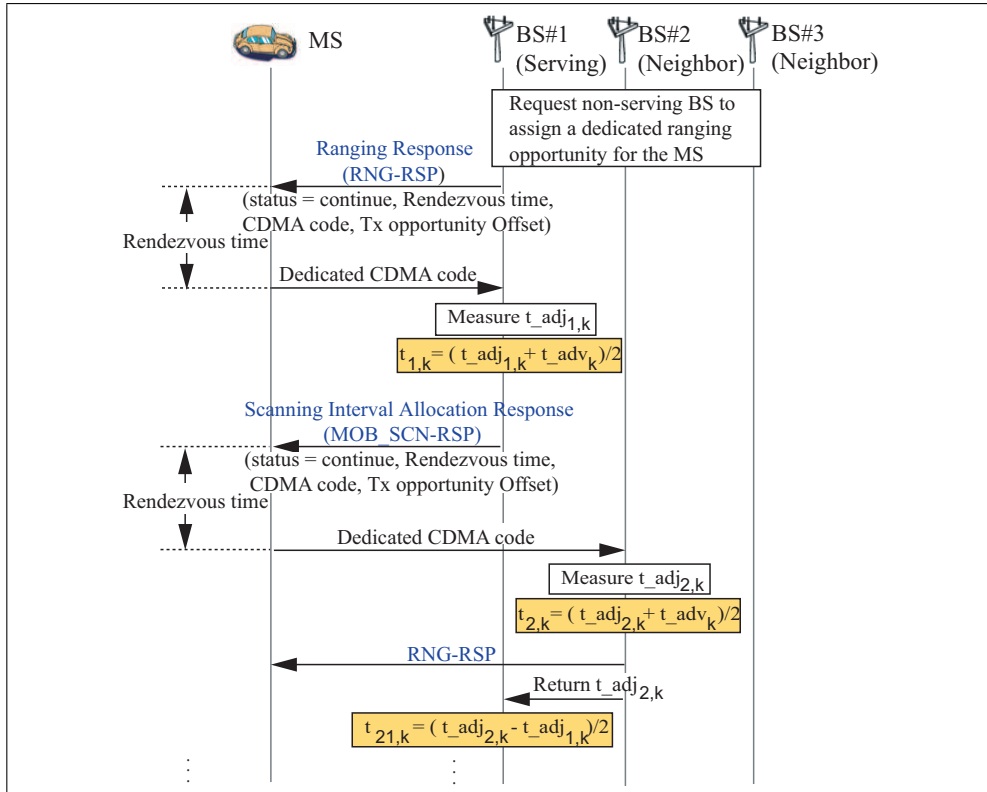 MS
BS#1
(Serving)
BS#2
(Neighbor)
BS#3
(Neighbor)
Request non-serving BS to
assign a dedicated ranging
opportunity for the MS
Ranging Response
(RNG-RSP)
(status = continue, Rendezvous time,
CDMA code, Tx opportunity Offset)
Rendezvous time
Dedicated CDMA code
Measure t_adj1,k
t1,k = ( t_adj1,k + t_advk)/2
Scanning Interval Allocation Response
(MOB_SCN-RSP)
(status = continue, Rendezvous time,
CDMA code, Tx opportunity Offset)
Rendezvous time
Dedicated CDMA code
Measure t_adj2,k
t2,k = ( t_adj2,k + t_advk)/2
RNG-RSP
Return t_adj2,k
t21,k = ( t_adj2,k - t_adj1,k)/2